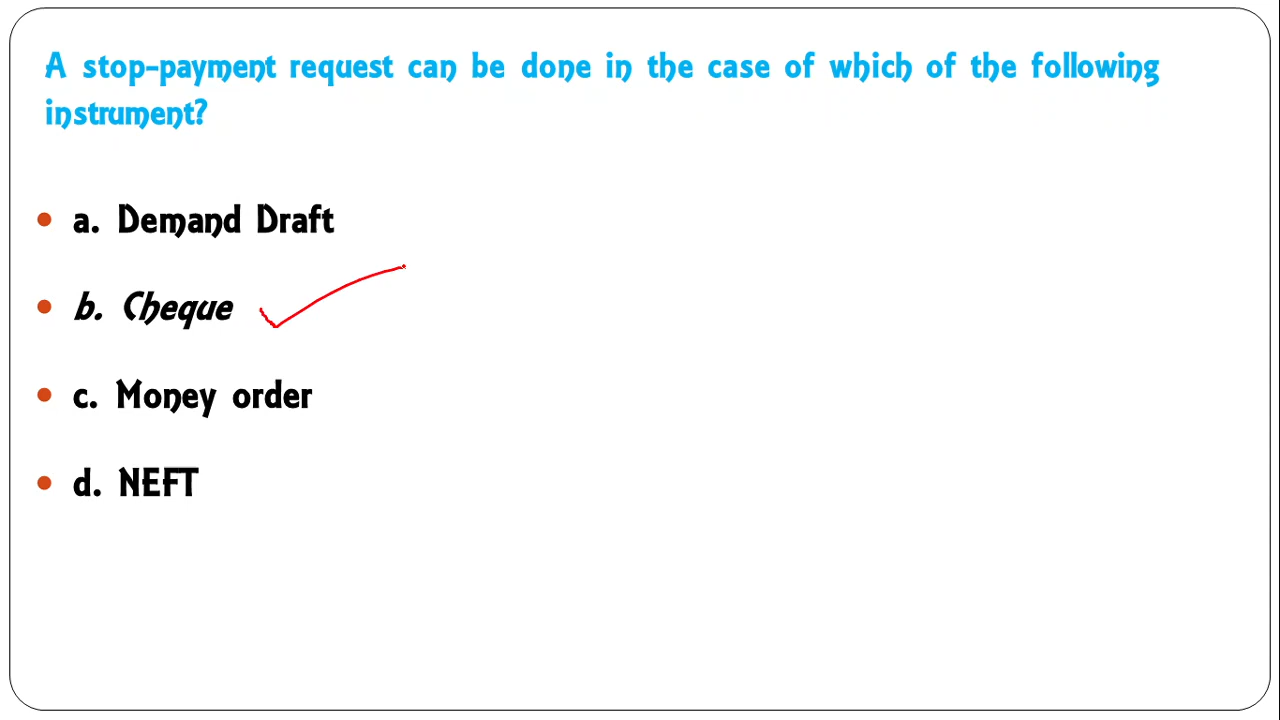 A stop-payment request can be done in the case of which of the following
instrument?
a. Demand Draft
b. Cheque
c. Money order
d. NEFT